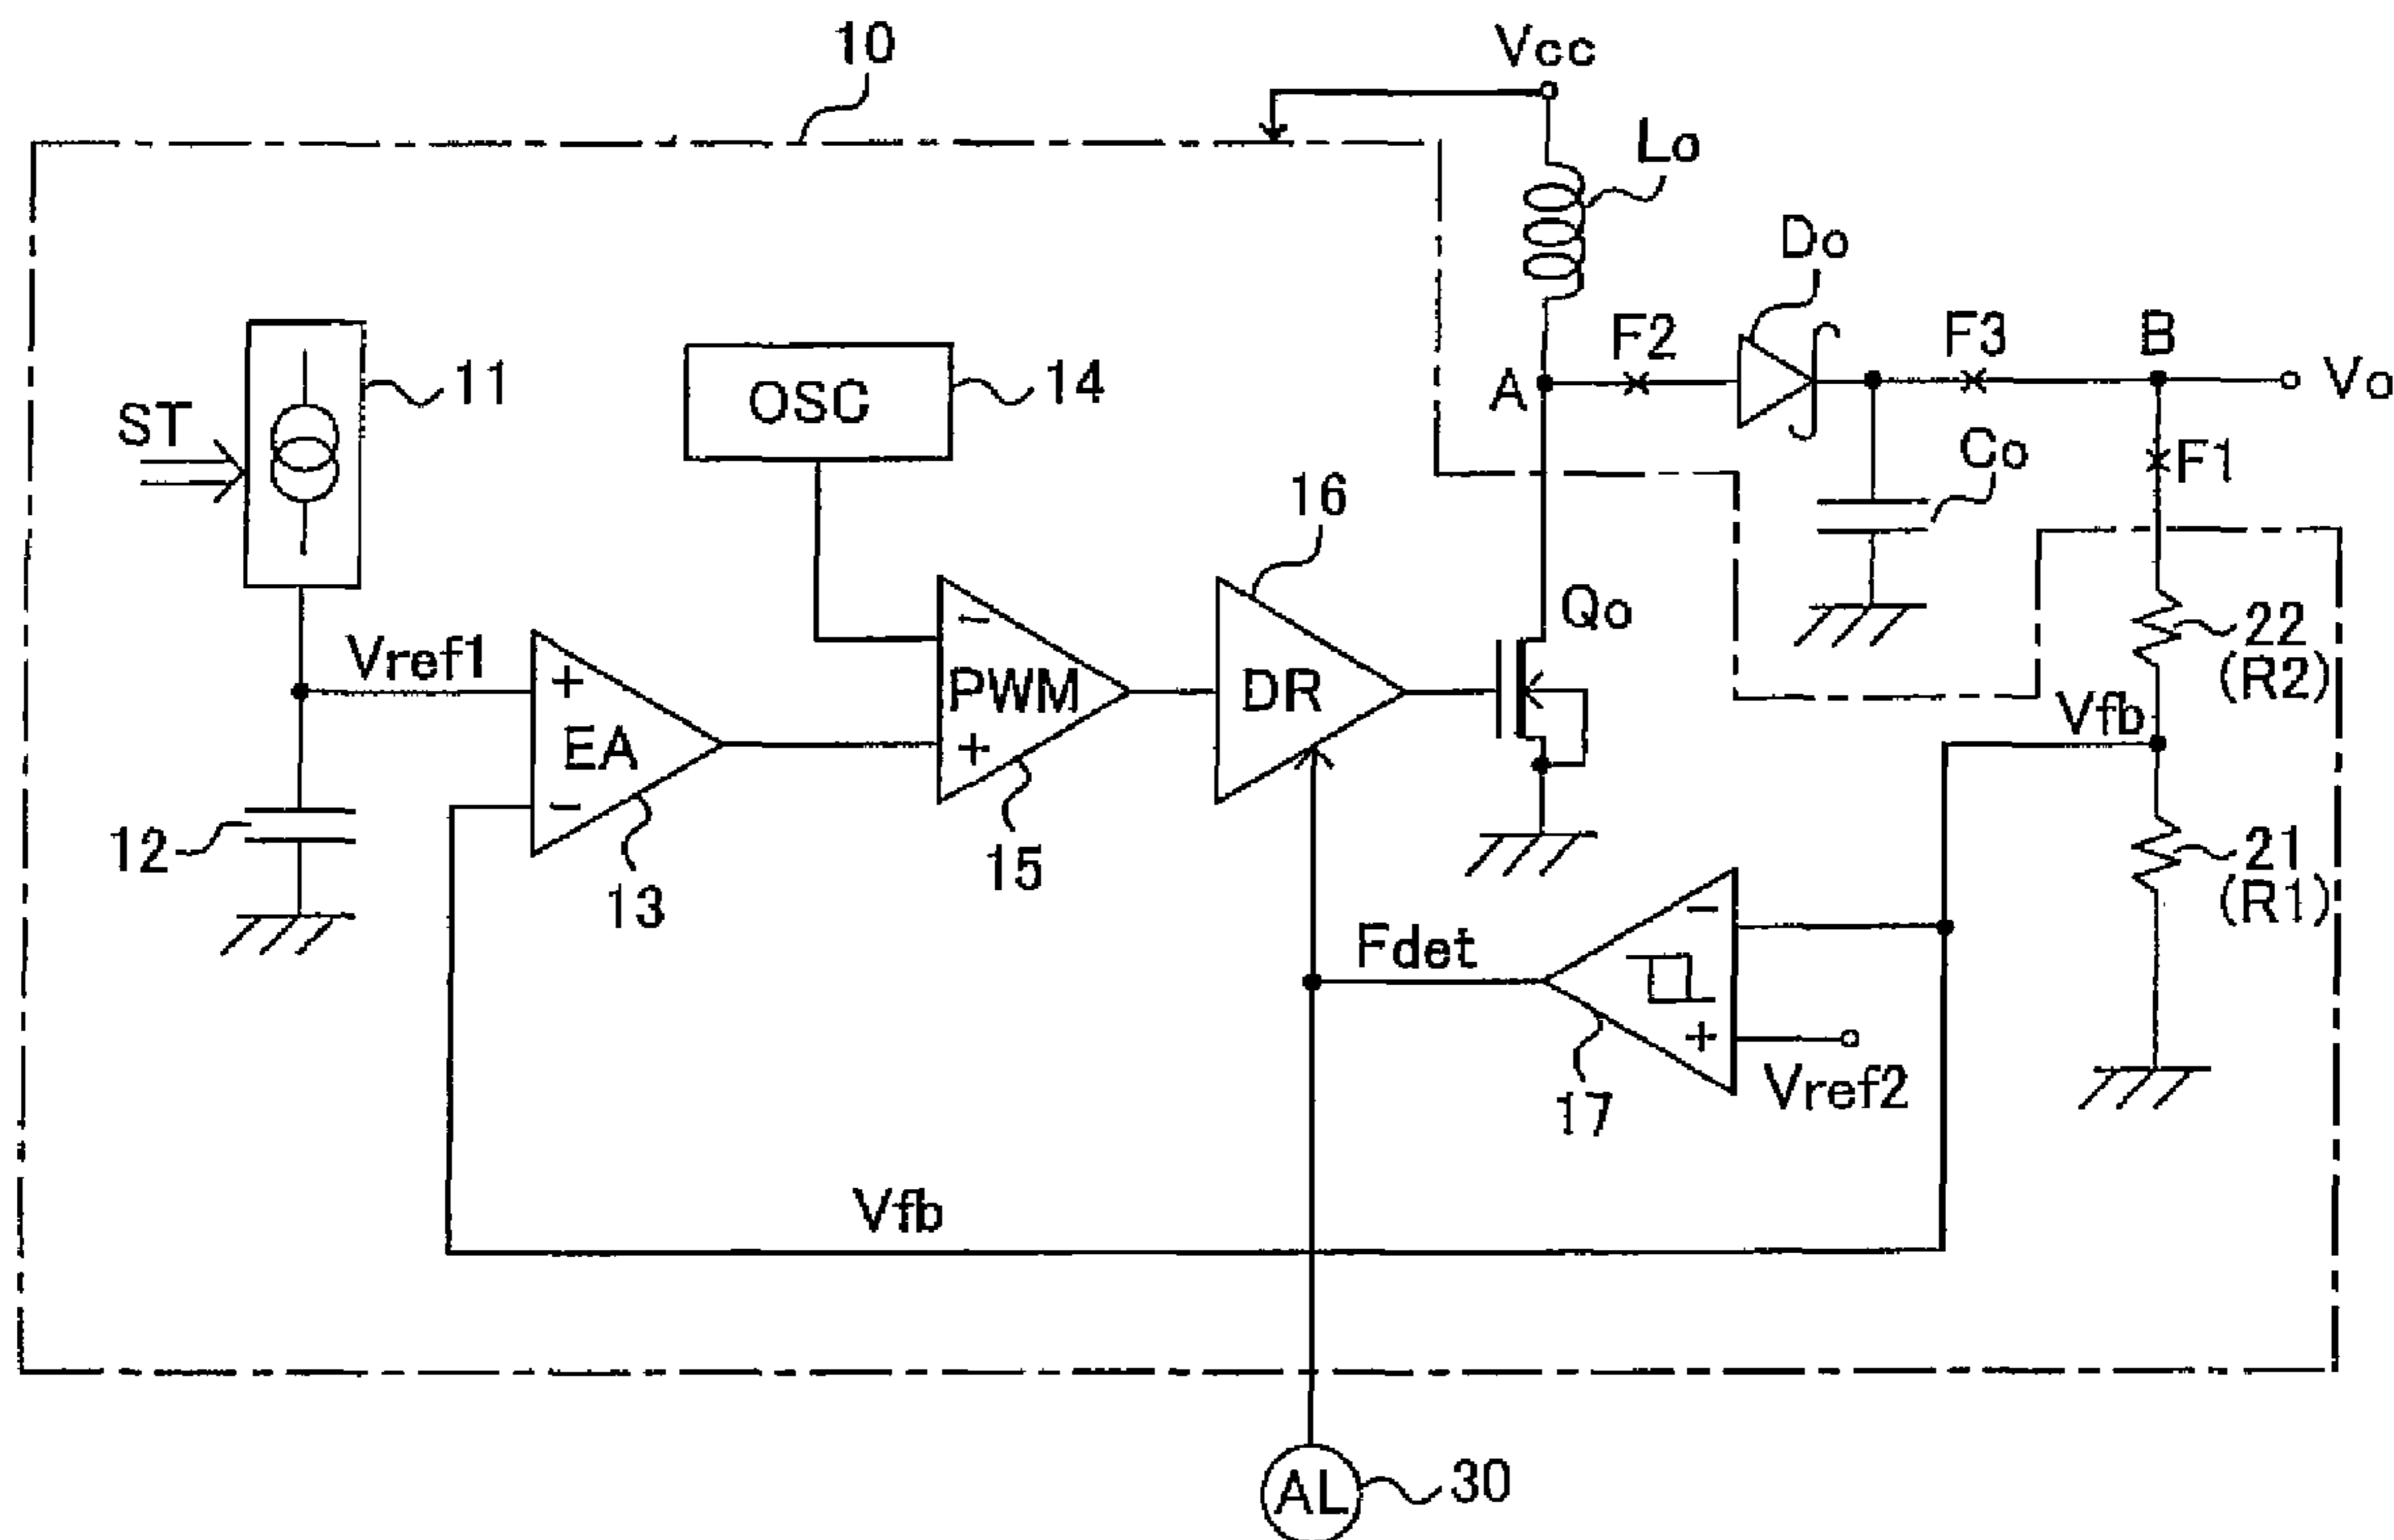 10
Vcc
Lo
Do
F2
F3
B
A
Vo
11
OSC
14
ST
Co
F1
16
Qo
22
(R2)
Vref1
+
EA
-
PWM
+
DR
Vfb
-
12
13
15
21
(R1)
Fdet
-
+
17
Vref2
Vfb
AL
30